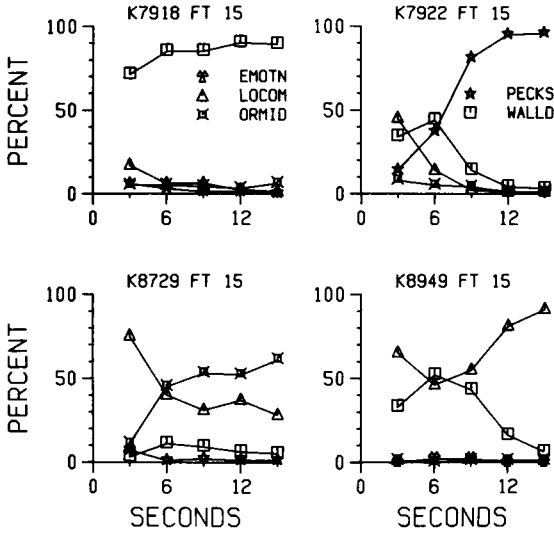 K7918 FT 15
K7922 FT 15
PERCENT
100
50
0
0 6 12
EMOTN
LOCOM
ORMID
100
50
0
0 6 12
PECKS
WALLD
K8729 FT 15
K8949 FT 15
PERCENT
100
50
0
0 6 12
SECONDS
100
50
0
0 6 12
SECONDS